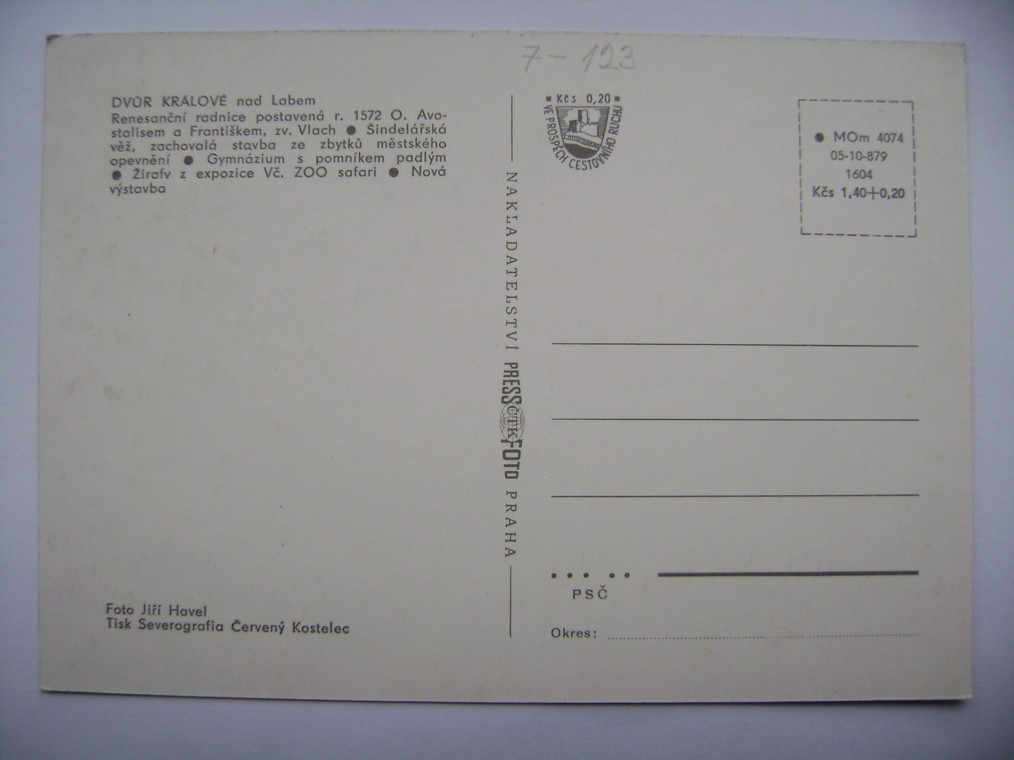 7-123
DVŮR KRÁLOVÉ nad Labem
Renesanční radnice postavená r. 1572 O. Avo-
stalisem a Františkem, zv. Vlach ● Šindelářská
věž, zachovalá stavba ze zbytků městského
opevnění ● Gymnázium s pomníkem padlým
● Žirafy z expozice Vč. ZOO safari ● Nová
výstavba
Foto Jiří Havel
Tisk Severografia Červený Kostelec
NAKLADATELSTVÍ PRESSFOTO PRAHA
ČTK
Kčs 0,20
VE PROSPĚCH CESTOVNÍHO RUCHU
● MOm 4074
05-10-879
1604
Kčs 1,40+0,20
PSČ
Okres: